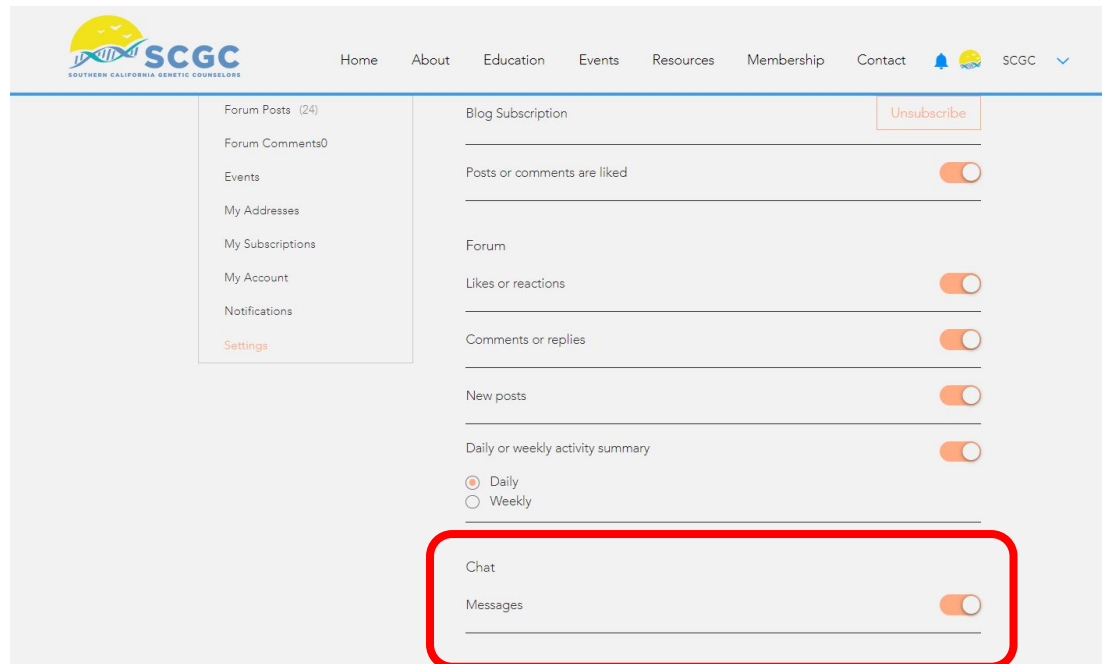 SCGC
SOUTHERN CALIFORNIA GENETIC COUNSELORS
Home About Education Events Resources Membership Contact SCGC
Forum Posts (24)
Forum Comments0
Events
My Addresses
My Subscriptions
My Account
Notifications
Settings
Blog Subscription Unsubscribe
Posts or comments are liked
Forum
Likes or reactions
Comments or replies
New posts
Daily or weekly activity summary
Daily
Weekly
Chat
Messages